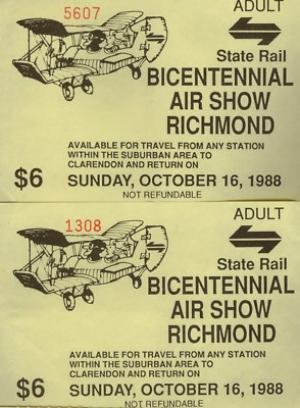 5607
ADULT
State Rail
BICENTENNIAL
AIR SHOW
RICHMOND
AVAILABLE FOR TRAVEL FROM ANY STATION
WITHIN THE SUBURBAN AREA TO
CLARENDON AND RETURN ON
$6 SUNDAY, OCTOBER 16, 1988
NOT REFUNDABLE
1308
ADULT
State Rail
BICENTENNIAL
AIR SHOW
RICHMOND
AVAILABLE FOR TRAVEL FROM ANY STATION
WITHIN THE SUBURBAN AREA TO
CLARENDON AND RETURN ON
$6 SUNDAY, OCTOBER 16, 1988
NOT REFUNDABLE